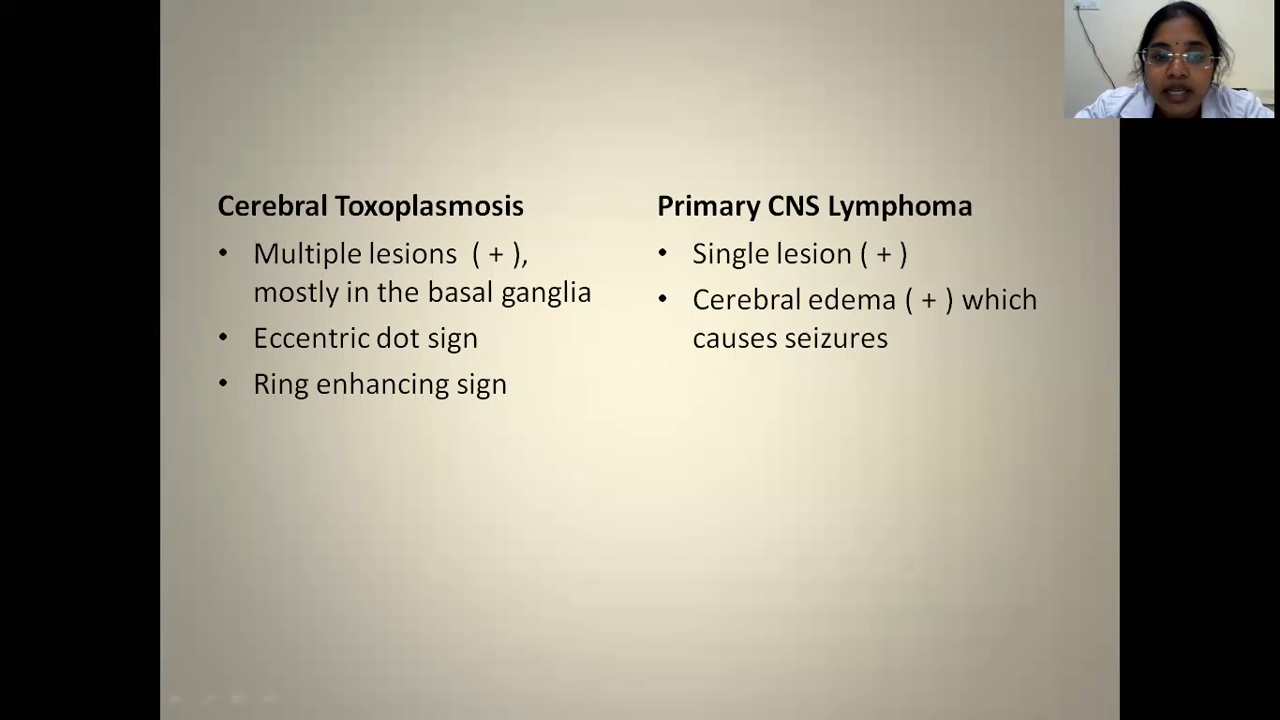 Cerebral Toxoplasmosis
• Multiple lesions ( + ),
mostly in the basal ganglia
• Eccentric dot sign
• Ring enhancing sign
Primary CNS Lymphoma
• Single lesion ( + )
• Cerebral edema ( + ) which
causes seizures